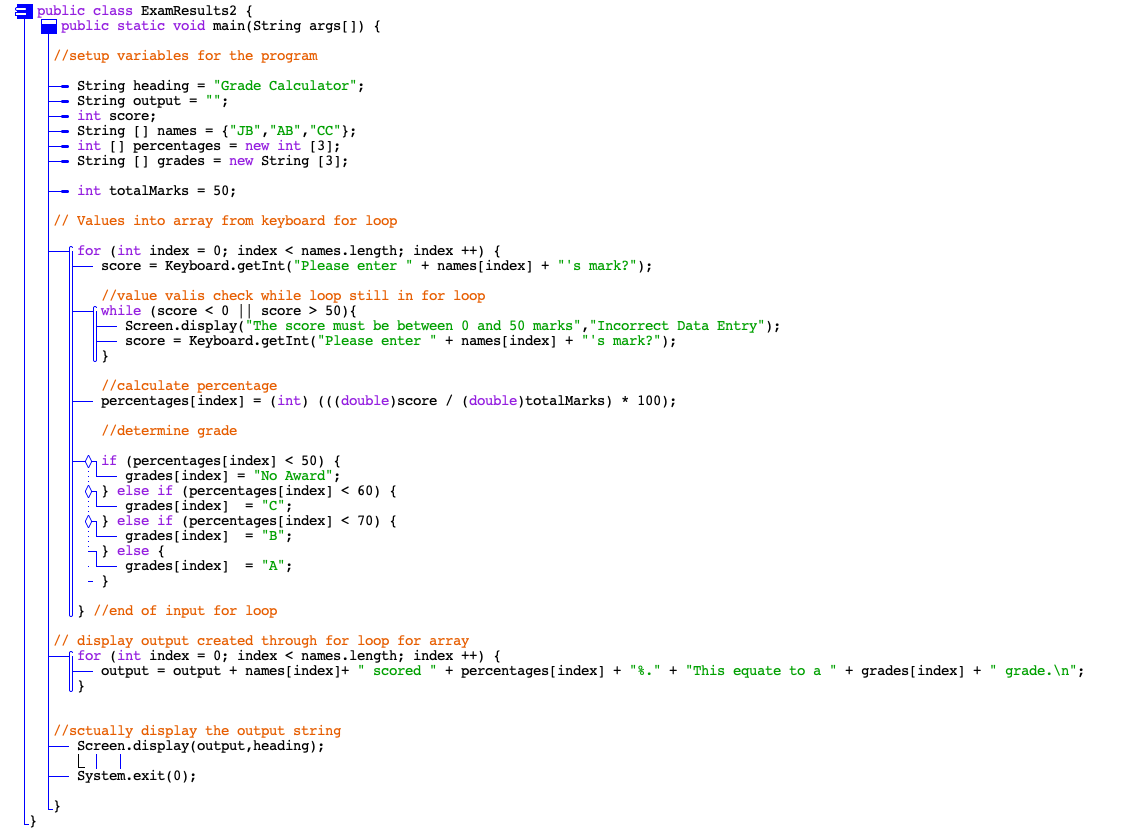 public class ExamResults2 {
public static void main(String args[]) {
//setup variables for the program
String heading = "Grade Calculator";
String output = "";
int score;
String [] names = {"JB","AB","CC"};
int [] percentages = new int [3];
String [] grades = new String [3];
int totalMarks = 50;
// Values into array from keyboard for loop
for (int index = 0; index < names.length; index ++) {
score = Keyboard.getInt("Please enter " + names[index] + "'s mark?");
//value valis check while loop still in for loop
while (score < 0 || score > 50){
Screen.display("The score must be between 0 and 50 marks","Incorrect Data Entry");
score = Keyboard.getInt("Please enter " + names[index] + "'s mark?");
}
//calculate percentage
percentages[index] = (int) (((double)score / (double)totalMarks) * 100);
//determine grade
if (percentages[index] < 50) {
grades[index] = "No Award";
} else if (percentages[index] < 60) {
grades[index]  = "C";
} else if (percentages[index] < 70) {
grades[index]  = "B";
} else {
grades[index]  = "A";
}
} //end of input for loop
// display output created through for loop for array
for (int index = 0; index < names.length; index ++) {
output = output + names[index]+ " scored " + percentages[index] + "%." + "This equate to a " + grades[index] + " grade.\n";
}
//sctually display the output string
Screen.display(output,heading);
System.exit(0);
}
}